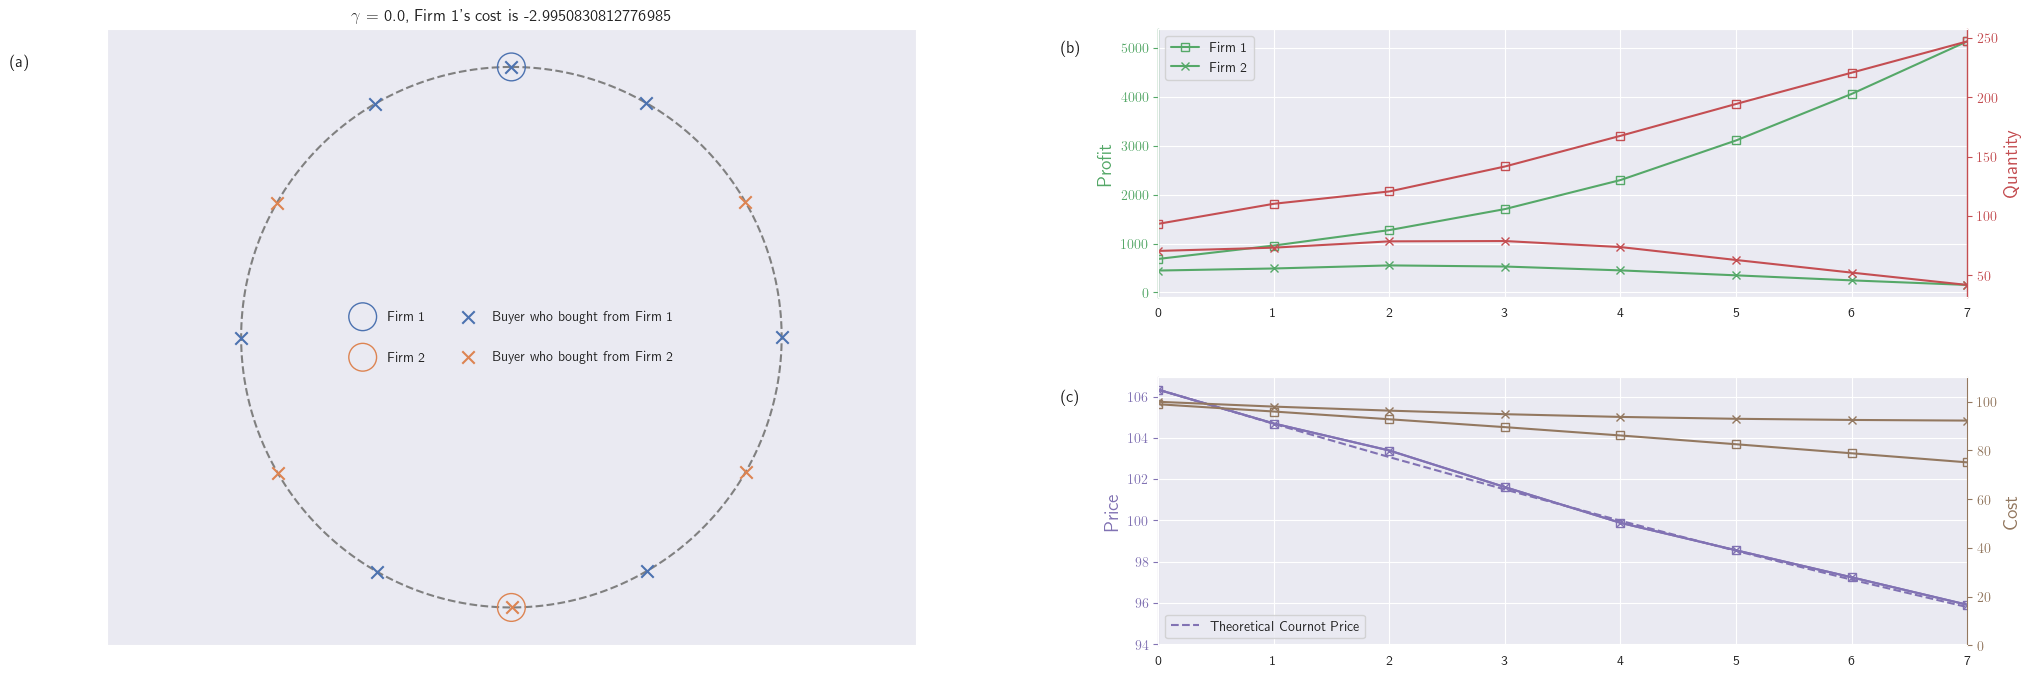 γ = 0.0, Firm 1's cost is -2.9950830812776985
(a)
Firm 1
Buyer who bought from Firm 1
Firm 2
Buyer who bought from Firm 2
(b)
Firm 1
Firm 2
Profit
5000
4000
3000
2000
1000
0
250
200
150
100
50
Quantity
0 1 2 3 4 5 6 7
(c)
Price
106
104
102
100
98
96
94
100
80
60
40
20
0
Cost
Theoretical Cournot Price
0 1 2 3 4 5 6 7